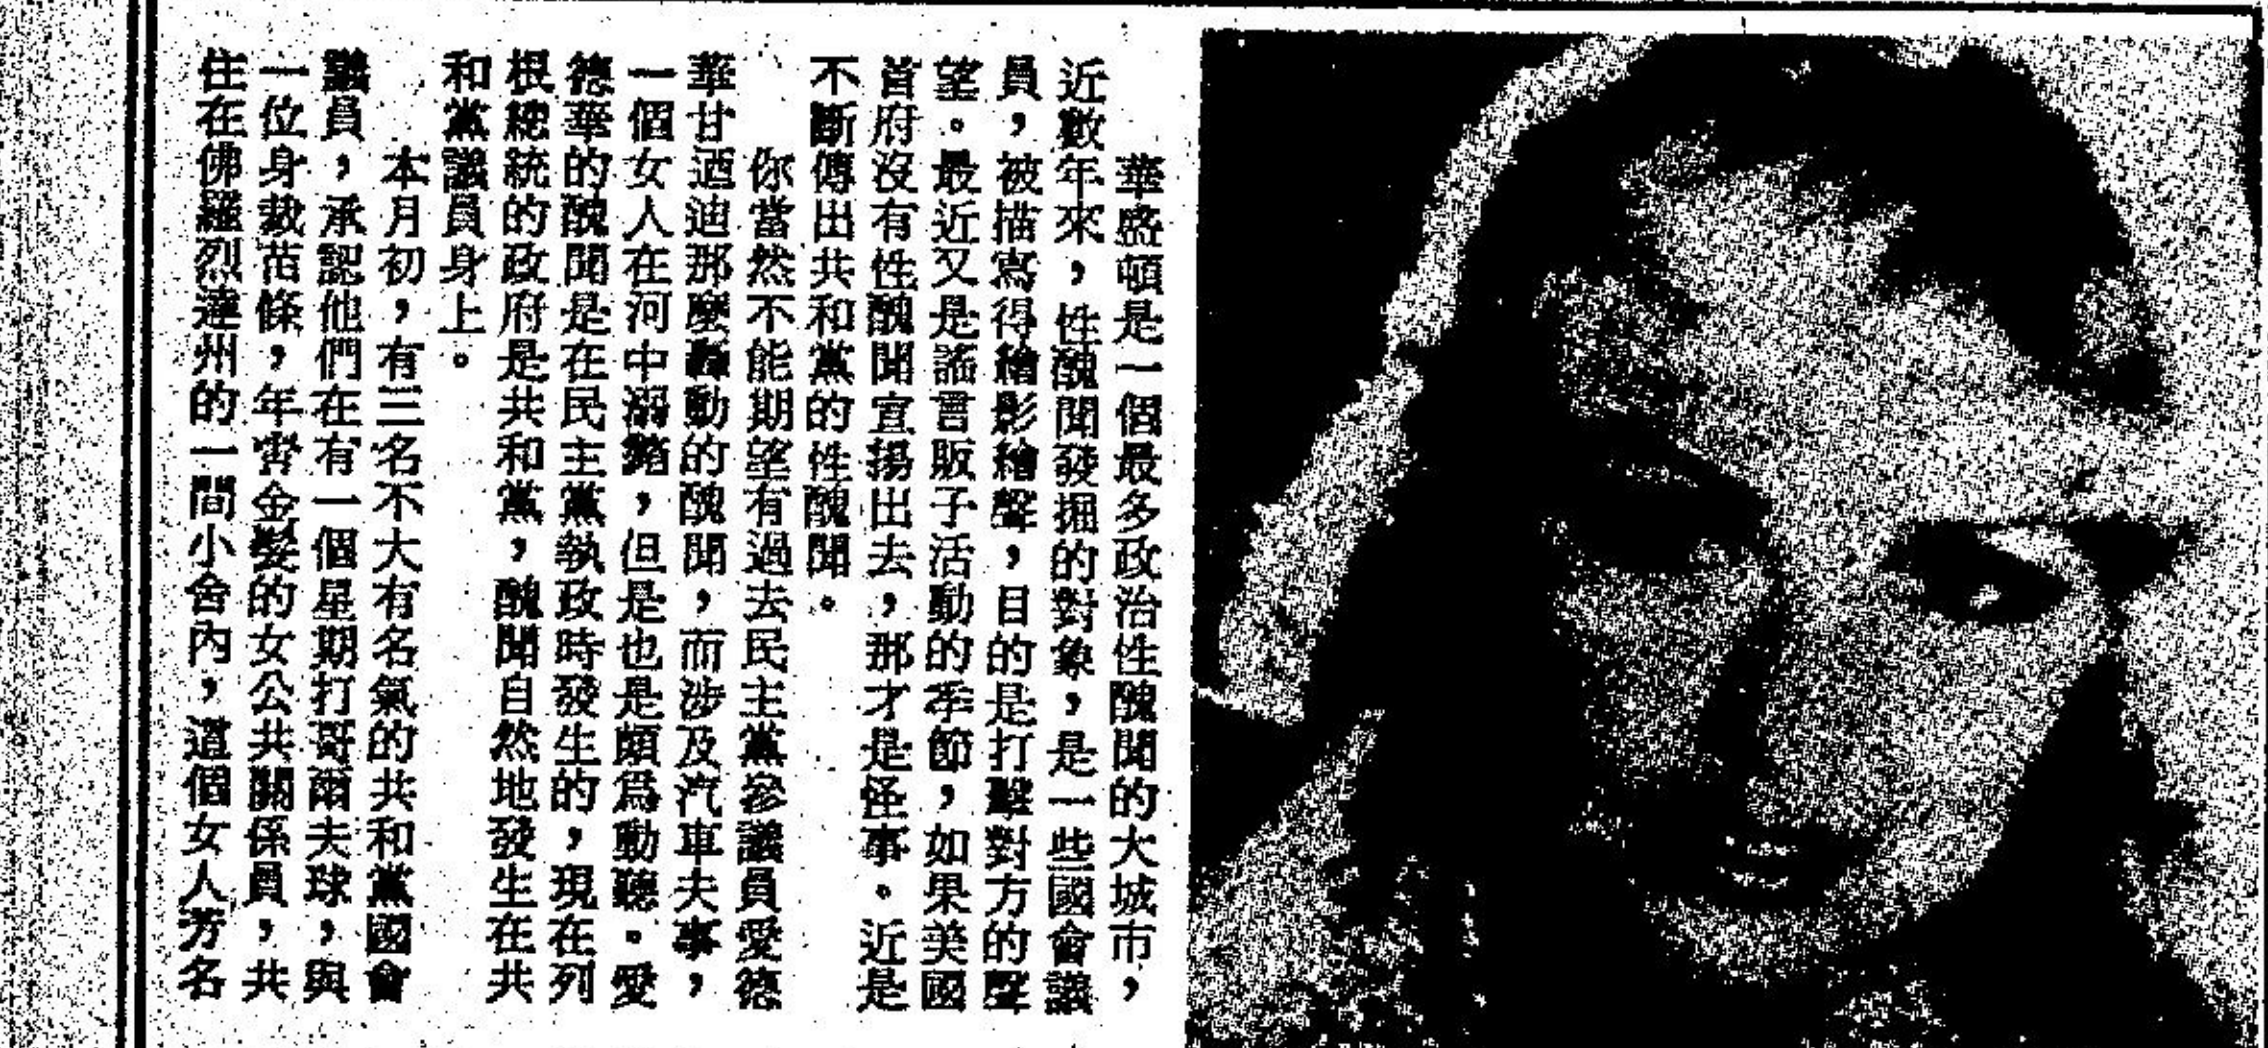 華盛頓是一個最多政治性醜聞的大城市，
近數年來，性醜聞發掘的對象，是一些國會議
員，被描寫得繪影繪聲，目的是打擊對方的聲
望。最近又是謠言販子活動的季節，如果美國
首府沒有性醜聞宣揚出去，那才是怪事。近是
不斷傳出共和黨的性醜聞。
你當然不能期望有過去民主黨參議員愛德
華甘迺迪那麼轟動的醜聞，而涉及汽車夫事，
一個女人在河中溺斃，但是也是頗爲動聽。愛
德華的醜聞是在民主黨執政時發生的，現在列
根總統的政府是共和黨，醜聞自然地發生在共
和黨議員身上。
本月初，有三名不大有名氣的共和黨國會
議員，承認他們在有一個星期打哥爾夫球，與
一位身裁苗條，年靑金髮的女公共關係員，共
住在佛羅烈達州的一間小舍內，這個女人芳名